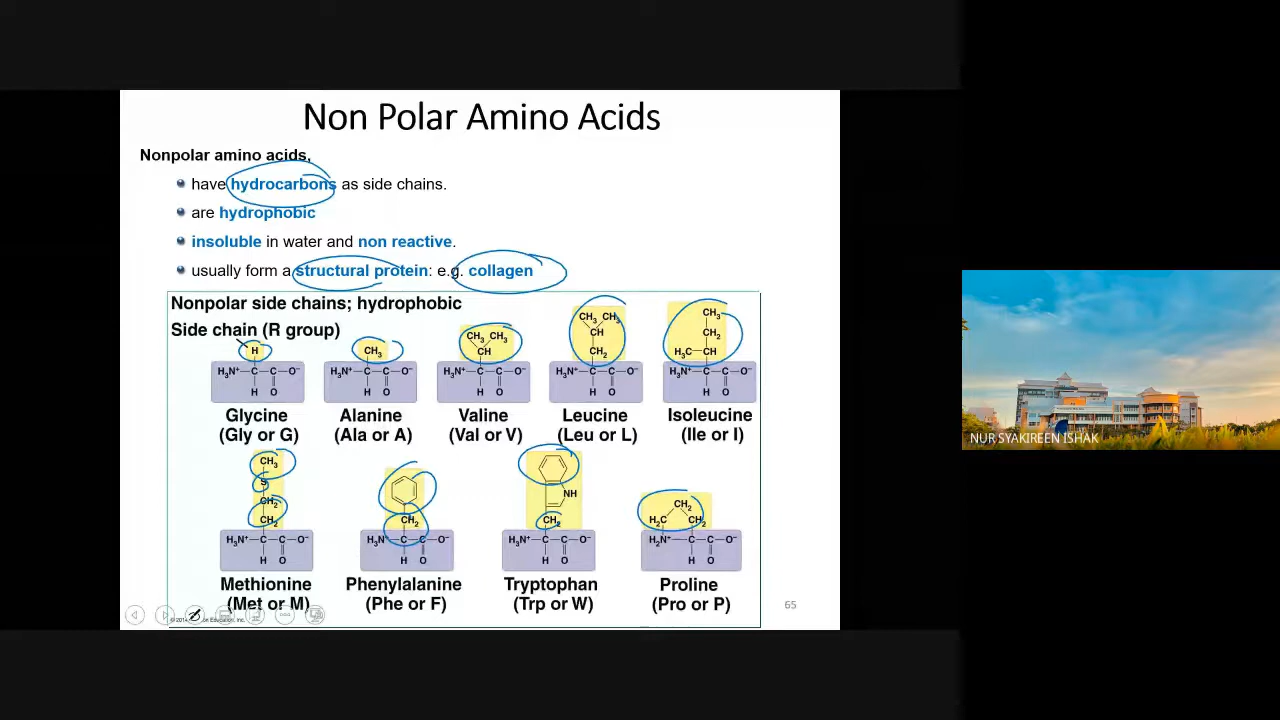 Non Polar Amino Acids
Nonpolar amino acids,
have hydrocarbons as side chains.
are hydrophobic
insoluble in water and non reactive.
usually form a structural protein: e.g. collagen
Nonpolar side chains; hydrophobic
Side chain (R group)
H
H₃N⁺ C C O⁻
H O
Glycine
(Gly or G)
CH₃
H₃N⁺ C C O⁻
H O
Alanine
(Ala or A)
CH₃ CH₃
CH
H₃N⁺ C C O⁻
H O
Valine
(Val or V)
CH₃ CH₃
CH
CH₂
H₃N⁺ C C O⁻
H O
Leucine
(Leu or L)
CH₃
CH₂
H₃C CH
H₃N⁺ C C O⁻
H O
Isoleucine
(Ile or I)
CH₃
S
CH₂
CH₂
H₃N⁺ C C O⁻
H O
Methionine
(Met or M)
CH₂
H₃N⁺ C C O⁻
H O
Phenylalanine
(Phe or F)
NH
CH₂
H₃N⁺ C C O⁻
H O
Tryptophan
(Trp or W)
CH₂
H₂C CH₂
H₂N⁺ C C O⁻
H O
Proline
(Pro or P)
65
Education, Inc.
NUR SYAKIREEN ISHAK